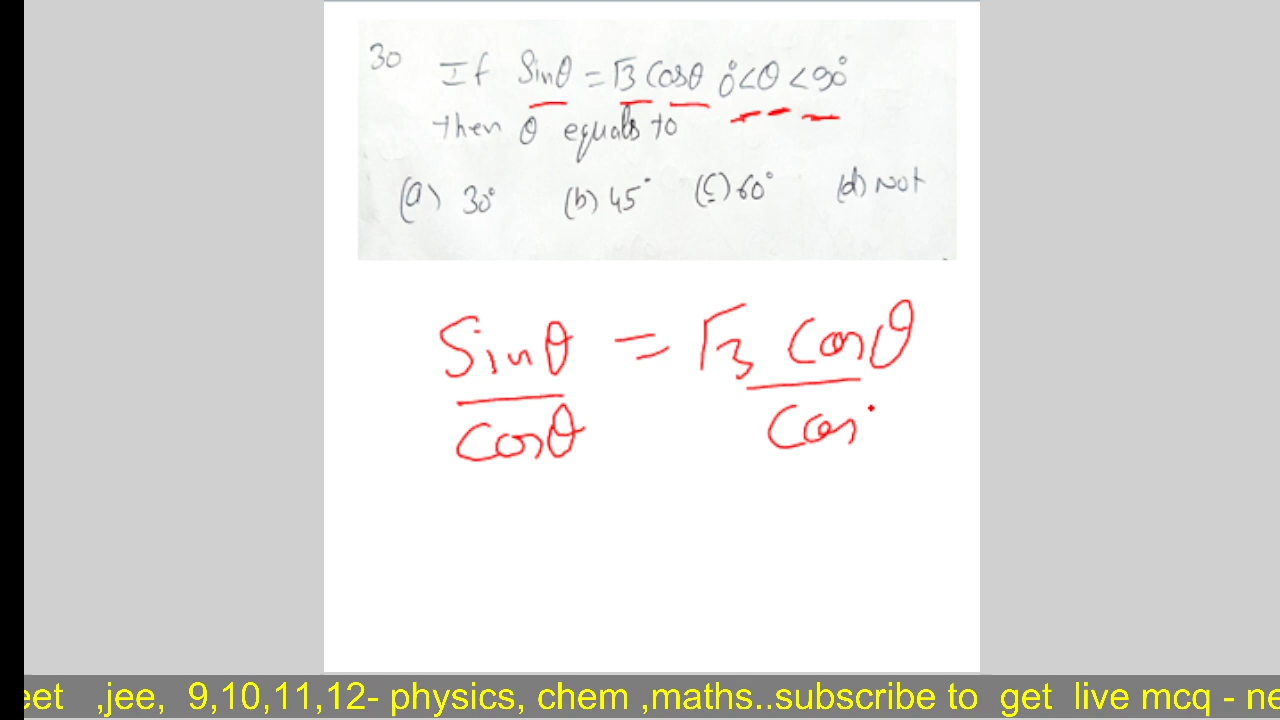 30 If Sinθ = √3 Cosθ 0°<θ <90°
then θ equals to
(a) 30° (b) 45° (c) 60° (d) Not
Sinθ = √3 Cosθ
Cosθ Cos
eet ,jee, 9,10,11,12- physics, chem ,maths..subscribe to get live mcq - ne